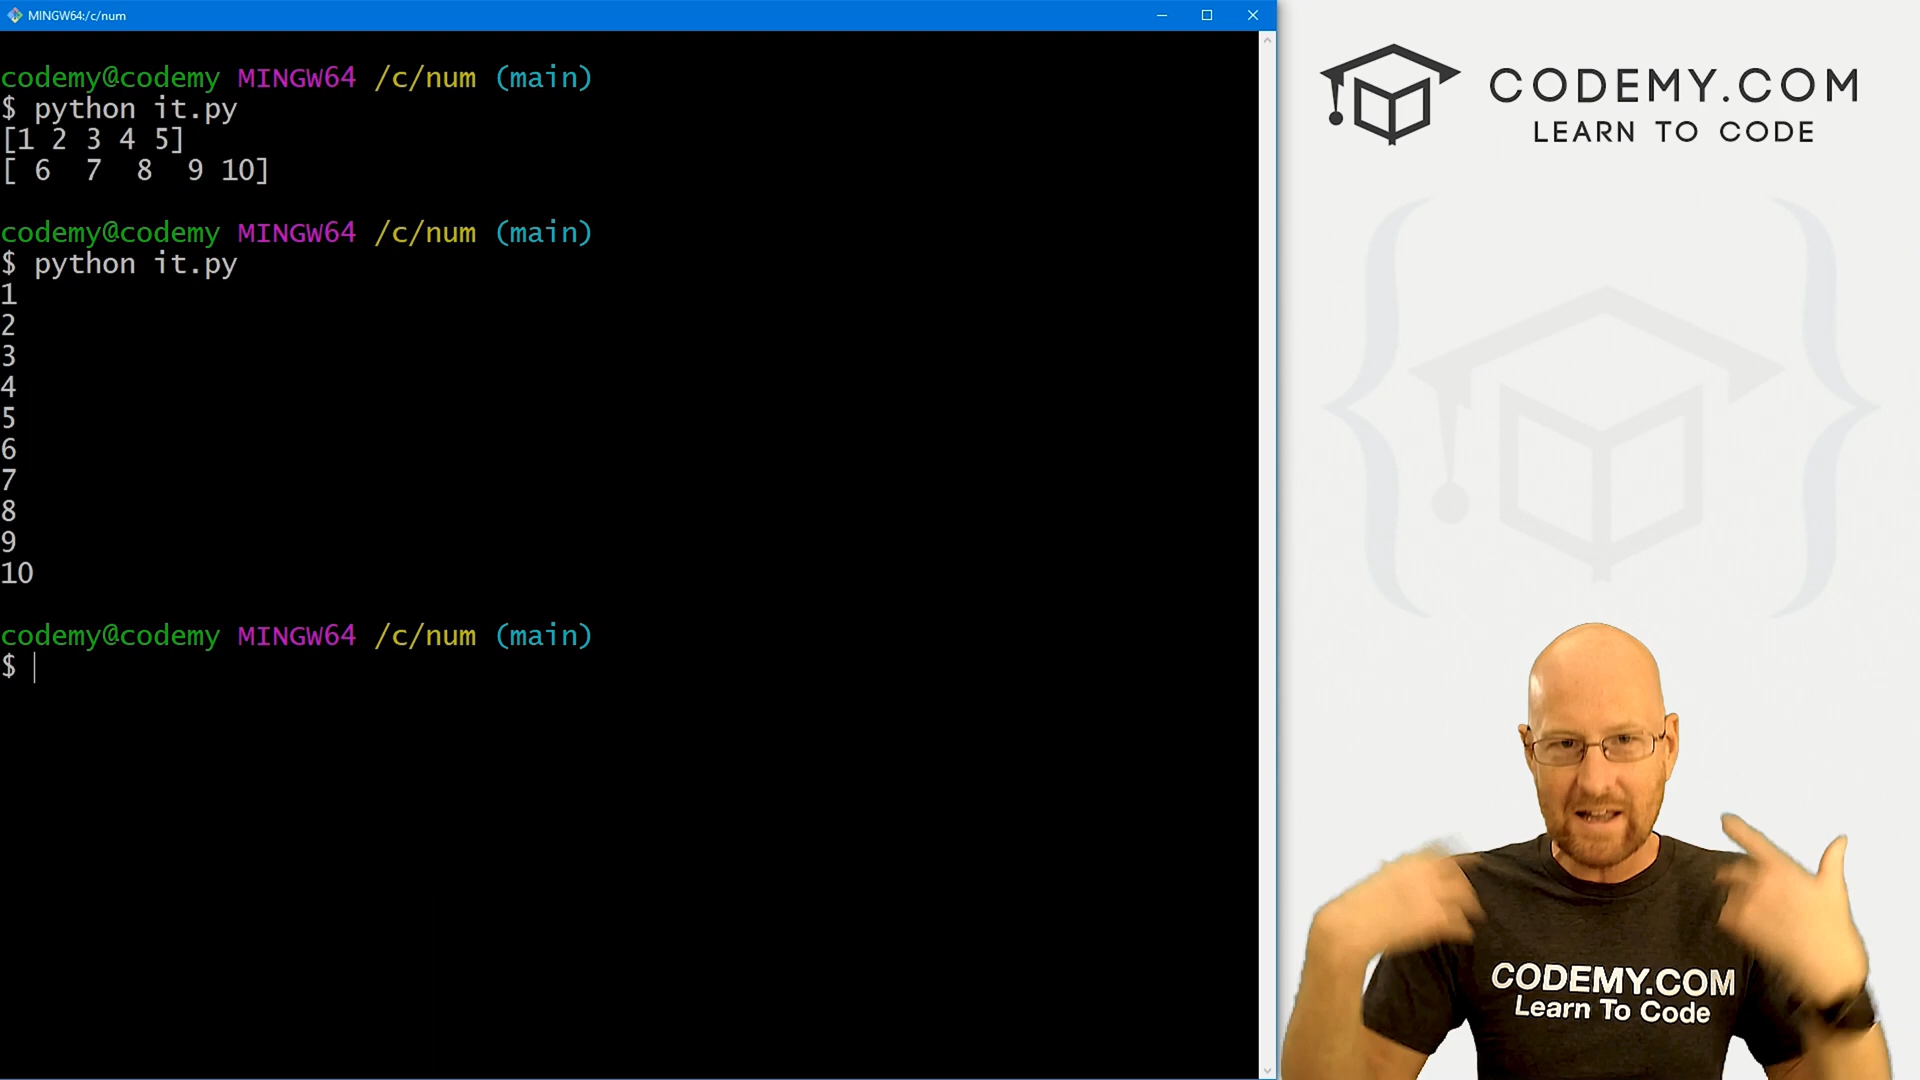 MINGW64:/c/num
codemy@codemy MINGW64 /c/num (main)
$ python it.py
[1 2 3 4 5]
[ 6  7  8  9 10]
codemy@codemy MINGW64 /c/num (main)
$ python it.py
1
2
3
4
5
6
7
8
9
10
codemy@codemy MINGW64 /c/num (main)
$
CODEMY.COM
LEARN TO CODE
CODEMY.COM
Learn To Code